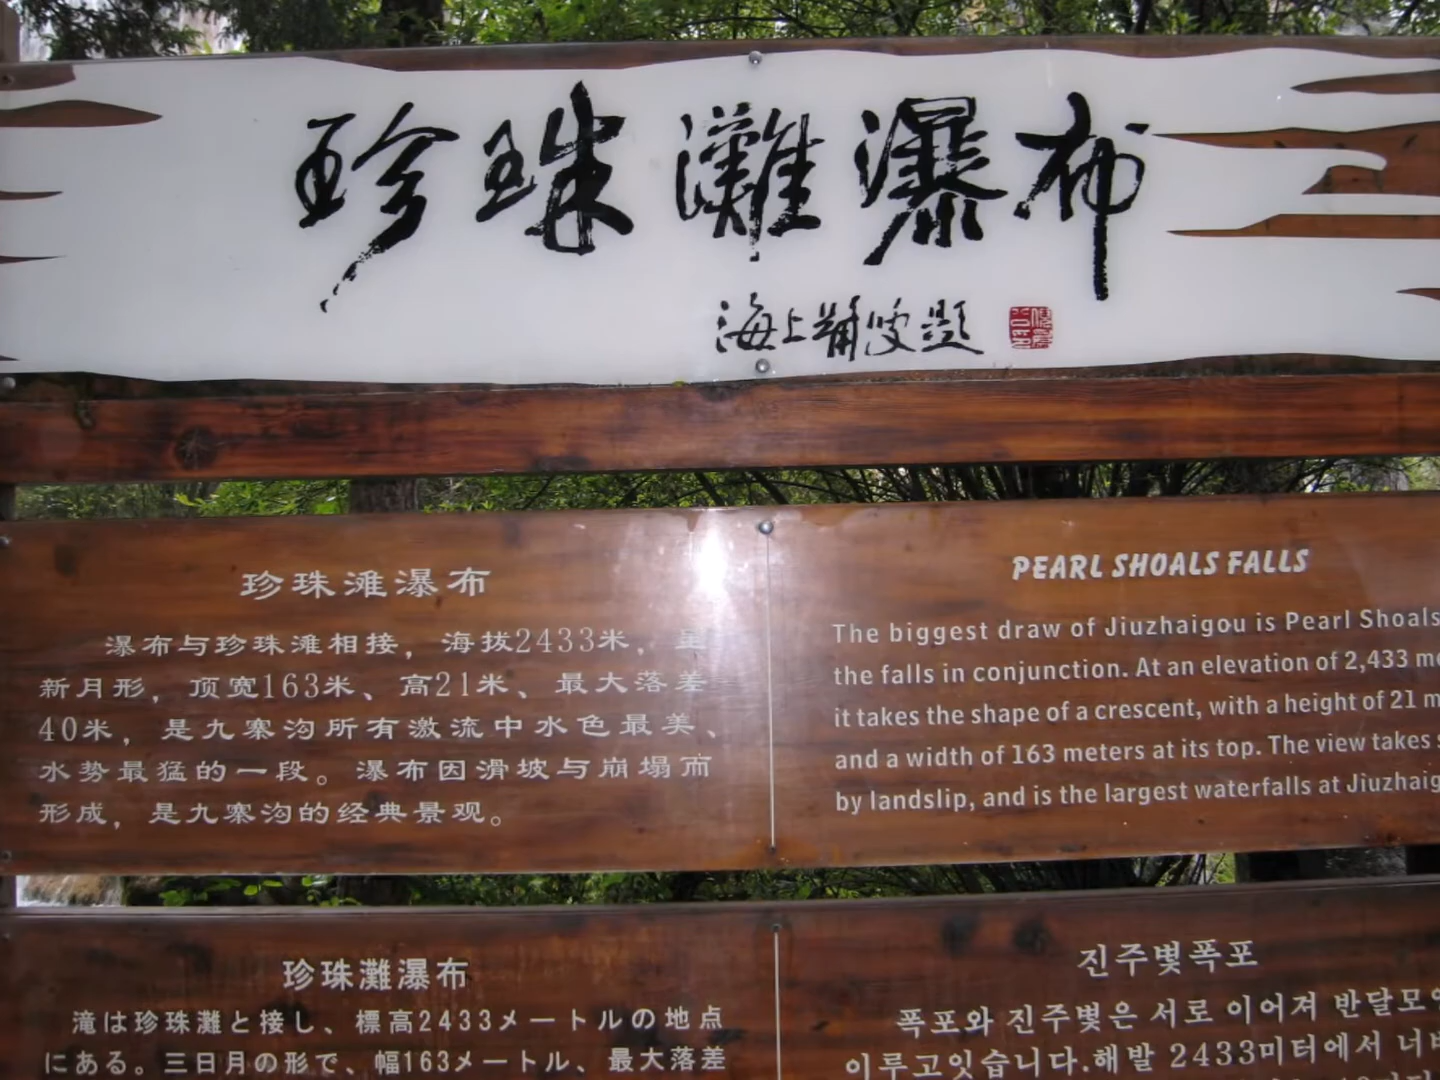 珍珠灘瀑布
海上
題
珍珠滩瀑布
瀑布与珍珠滩相接，海拔2433米，呈
新月形，顶宽163米、高21米、最大落差
40米，是九寨沟所有激流中水色最美、
水势最猛的一段。瀑布因滑坡与崩塌而
形成，是九寨沟的经典景观。
PEARL SHOALS FALLS
The biggest draw of Jiuzhaigou is Pearl Shoals
the falls in conjunction. At an elevation of 2,433
it takes the shape of a crescent, with a height of 21
and a width of 163 meters at its top. The view takes
by landslip, and is the largest waterfalls at
珍珠灘瀑布
滝は珍珠灘と接し、標高2433メートルの地点
にある。三日月の形で、幅163メートル、最大落差
진주볓폭포
폭포와 진주볓은 서로 이어져
이루고잇습니다.해발 2433미터에서